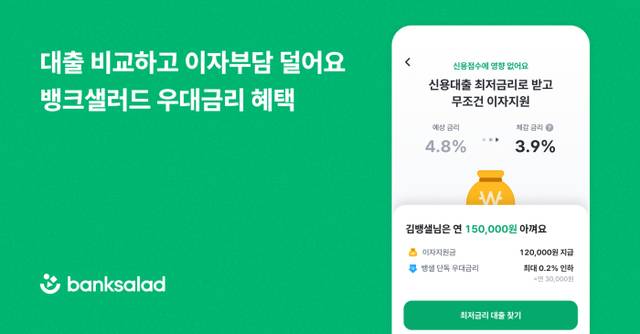 대출 비교하고 이자부담 덜어요
뱅크샐러드 우대금리 혜택
banksalad
신용점수에 영향 없어요
신용대출 최저금리로 받고
무조건 이자지원
예상 금리
체감 금리 ?
4.8%
3.9%
₩
김뱅샐님은 연 150,000원 아껴요
이자지원금
120,000원 지급
뱅샐 단독 우대금리
최대 0.2% 인하
≈연 30,000원
최저금리 대출 찾기